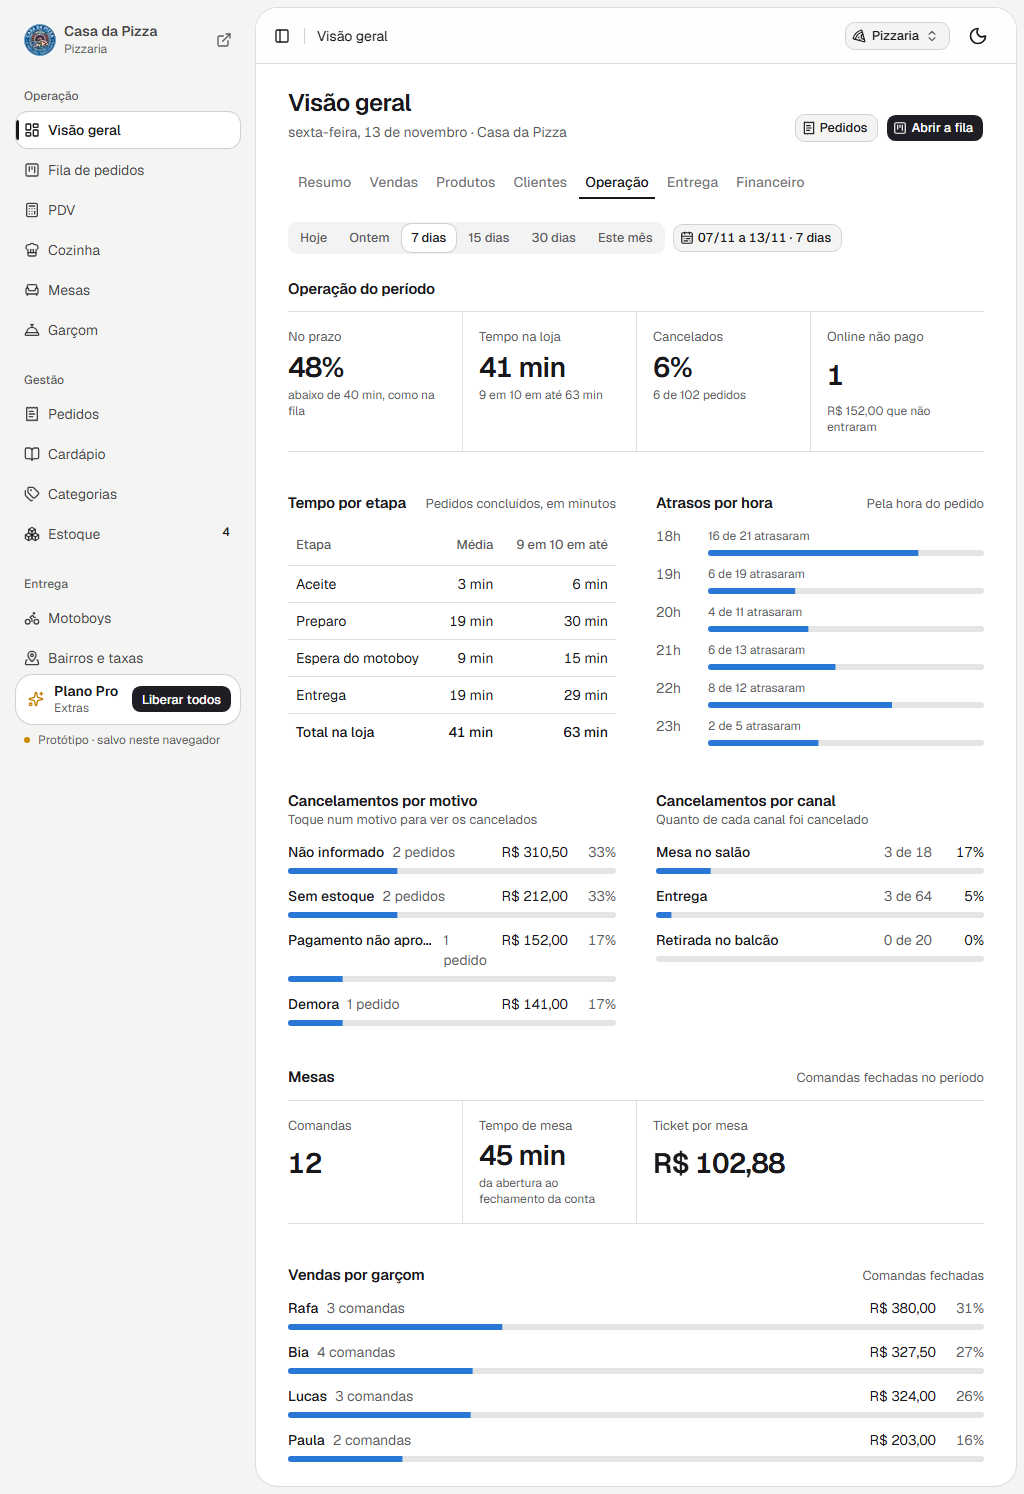 Casa da Pizza
Pizzaria
Operação
Visão geral
Fila de pedidos
PDV
Cozinha
Mesas
Garçom
Gestão
Pedidos
Cardápio
Categorias
Estoque 4
Entrega
Motoboys
Bairros e taxas
Plano Pro
Extras
Liberar todos
Protótipo · salvo neste navegador
Visão geral
Pizzaria
Visão geral
sexta-feira, 13 de novembro · Casa da Pizza
Pedidos
Abrir a fila
Resumo Vendas Produtos Clientes Operação Entrega Financeiro
Hoje Ontem 7 dias 15 dias 30 dias Este mês
07/11 a 13/11 · 7 dias
Operação do período
No prazo
48%
abaixo de 40 min, como na
fila
Tempo na loja
41 min
9 em 10 em até 63 min
Cancelados
6%
6 de 102 pedidos
Online não pago
1
R$ 152,00 que não
entraram
Tempo por etapa Pedidos concluídos, em minutos
Etapa Média 9 em 10 em até
Aceite 3 min 6 min
Preparo 19 min 30 min
Espera do motoboy 9 min 15 min
Entrega 19 min 29 min
Total na loja 41 min 63 min
Atrasos por hora Pela hora do pedido
18h 16 de 21 atrasaram
19h 6 de 19 atrasaram
20h 4 de 11 atrasaram
21h 6 de 13 atrasaram
22h 8 de 12 atrasaram
23h 2 de 5 atrasaram
Cancelamentos por motivo
Toque num motivo para ver os cancelados
Não informado 2 pedidos R$ 310,50 33%
Sem estoque 2 pedidos R$ 212,00 33%
Pagamento não apro... 1 R$ 152,00 17%
pedido
Demora 1 pedido R$ 141,00 17%
Cancelamentos por canal
Quanto de cada canal foi cancelado
Mesa no salão 3 de 18 17%
Entrega 3 de 64 5%
Retirada no balcão 0 de 20 0%
Mesas Comandas fechadas no período
Comandas
12
Tempo de mesa
45 min
da abertura ao
fechamento da conta
Ticket por mesa
R$ 102,88
Vendas por garçom Comandas fechadas
Rafa 3 comandas R$ 380,00 31%
Bia 4 comandas R$ 327,50 27%
Lucas 3 comandas R$ 324,00 26%
Paula 2 comandas R$ 203,00 16%